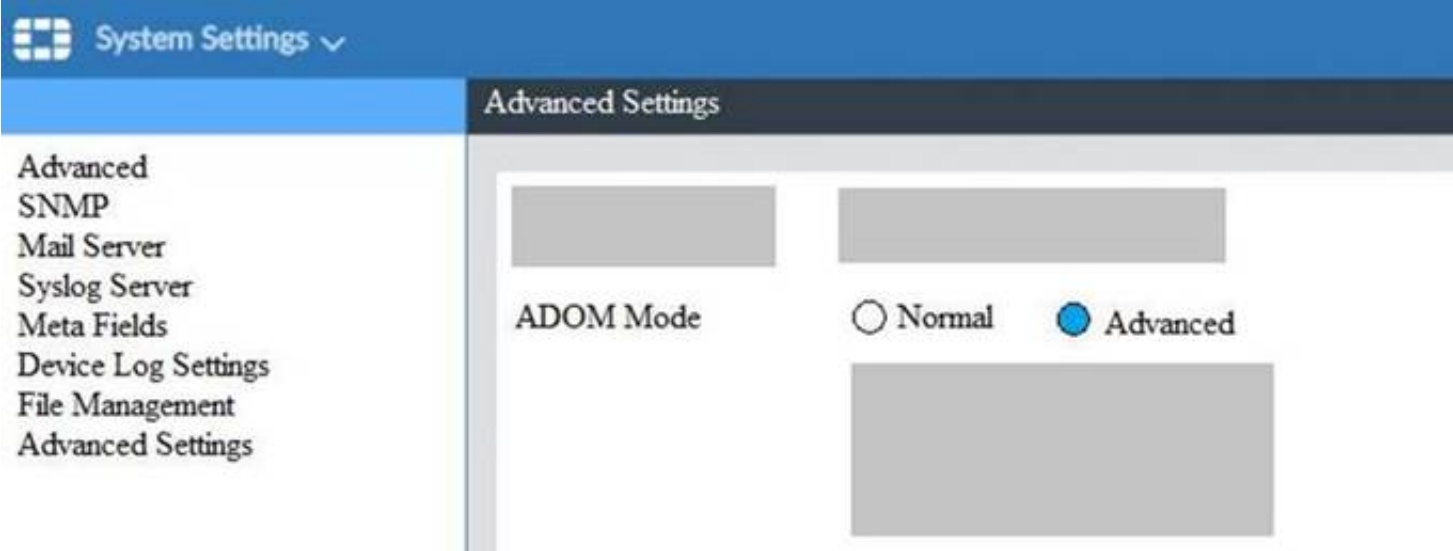 System Settings
Advanced Settings
Advanced
SNMP
Mail Server
Syslog Server
Meta Fields
Device Log Settings
File Management
Advanced Settings
ADOM Mode Normal Advanced